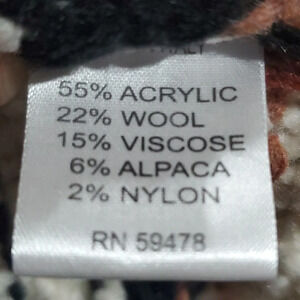 55% ACRYLIC
22% WOOL
15% VISCOSE
6% ALPACA
2% NYLON
RN 59478